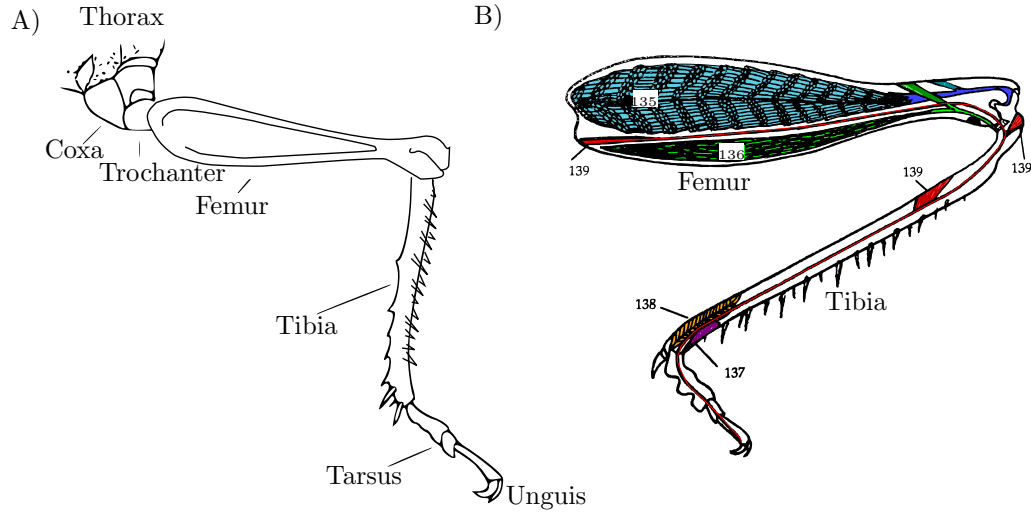 A)
Thorax
Coxa
Trochanter
Femur
Tibia
Tarsus
Unguis
B)
135
136
139
Femur
139
139
Tibia
138
137